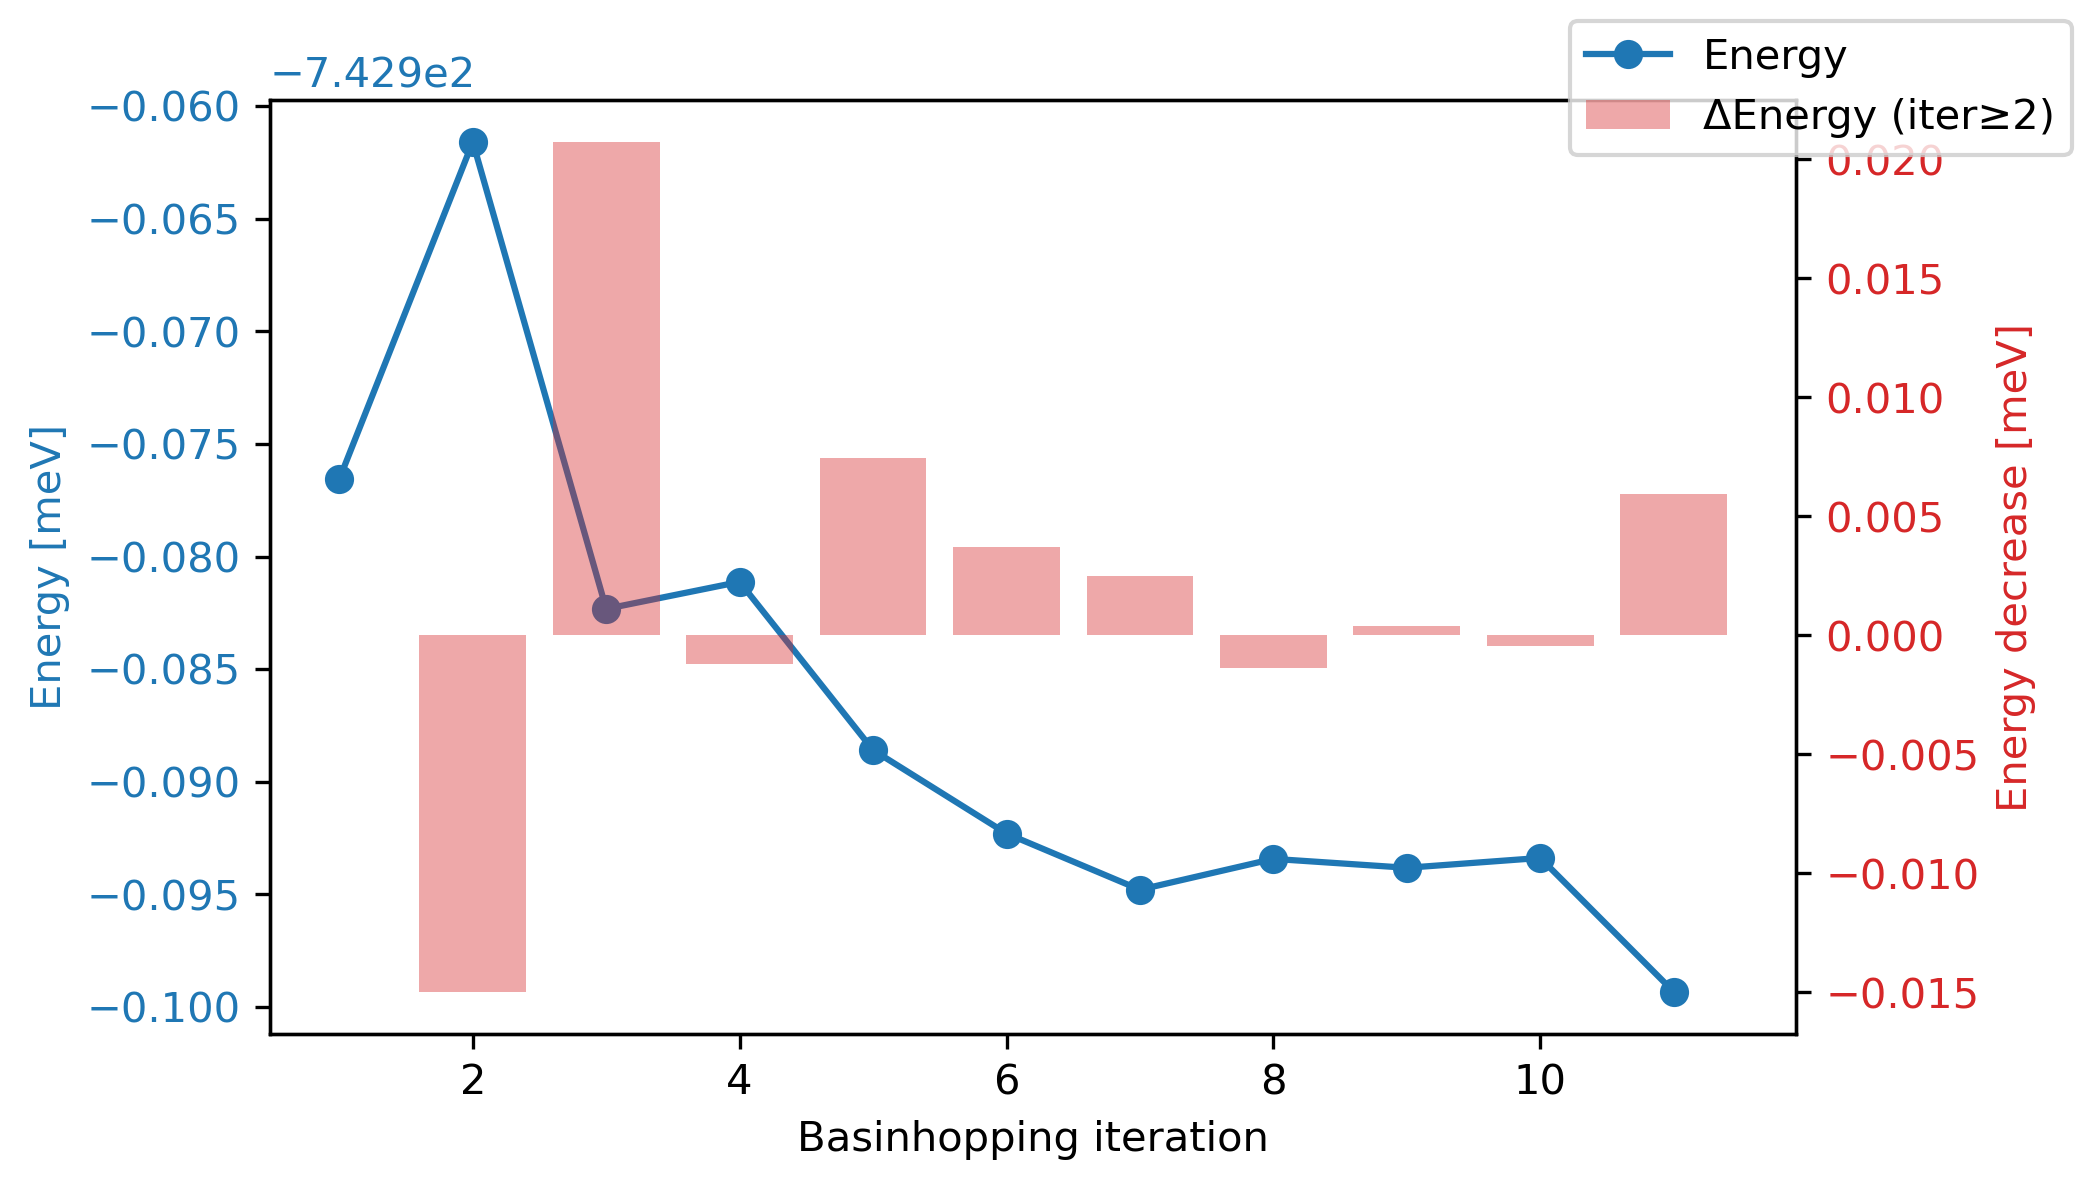 −7.429e2
Energy
ΔEnergy (iter≥2)
−0.060
−0.065
−0.070
−0.075
−0.080
−0.085
−0.090
−0.095
−0.100
Energy [meV]
0.020
0.015
0.010
0.005
0.000
−0.005
−0.010
−0.015
Energy decrease [meV]
2 4 6 8 10
Basinhopping iteration